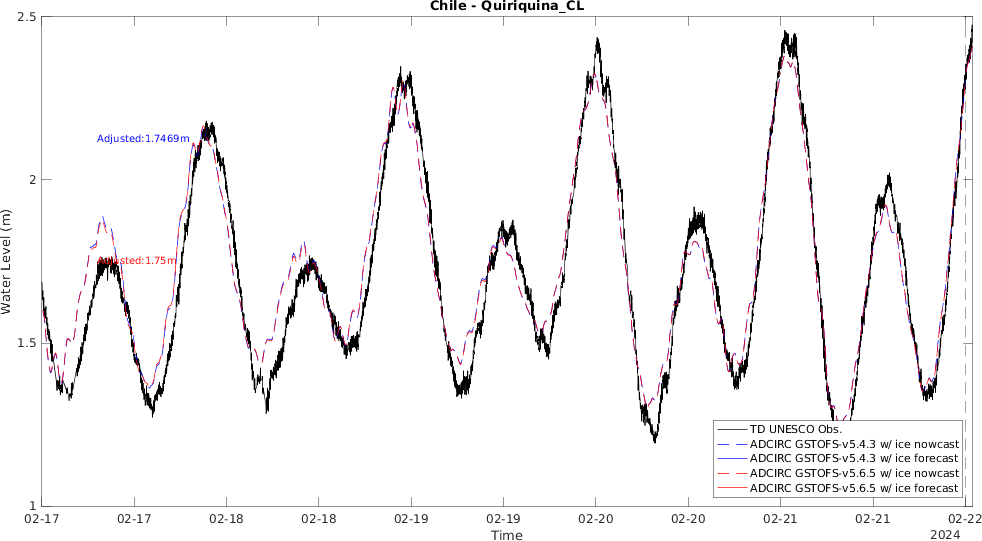 Chile - Quiriquina_CL
2.5
2
1.5
1
Water Level (m)
Adjusted:1.7469m
Adjusted:1.75m
TD UNESCO Obs.
ADCIRC GSTOFS-v5.4.3 w/ ice nowcast
ADCIRC GSTOFS-v5.4.3 w/ ice forecast
ADCIRC GSTOFS-v5.6.5 w/ ice nowcast
ADCIRC GSTOFS-v5.6.5 w/ ice forecast
02-17 02-17 02-18 02-18 02-19 02-19 02-20 02-20 02-21 02-21 02-22
Time
2024